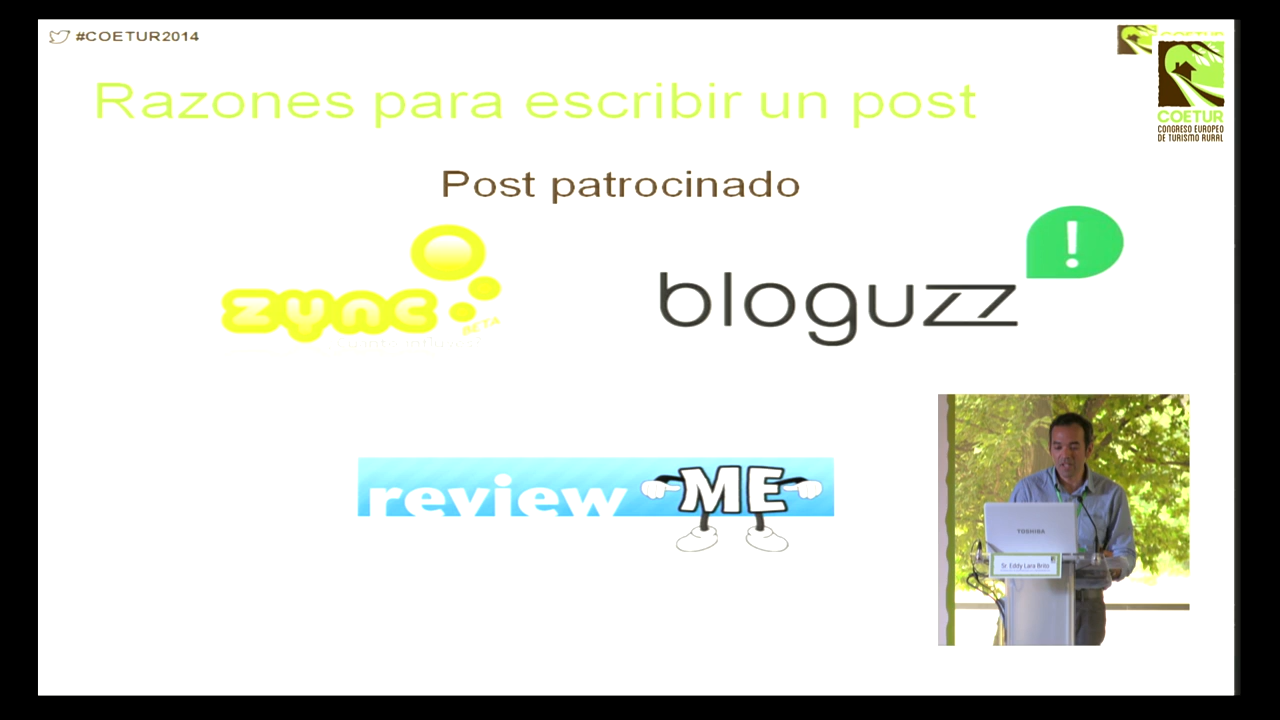 #COETUR2014
COETUR
CONGRESO EUROPEO
DE TURISMO RURAL
Razones para escribir un post
Post patrocinado
zync
BETA
bloguzz
!
review ME
TOSHIBA
Sr. Eddy Lara Brito